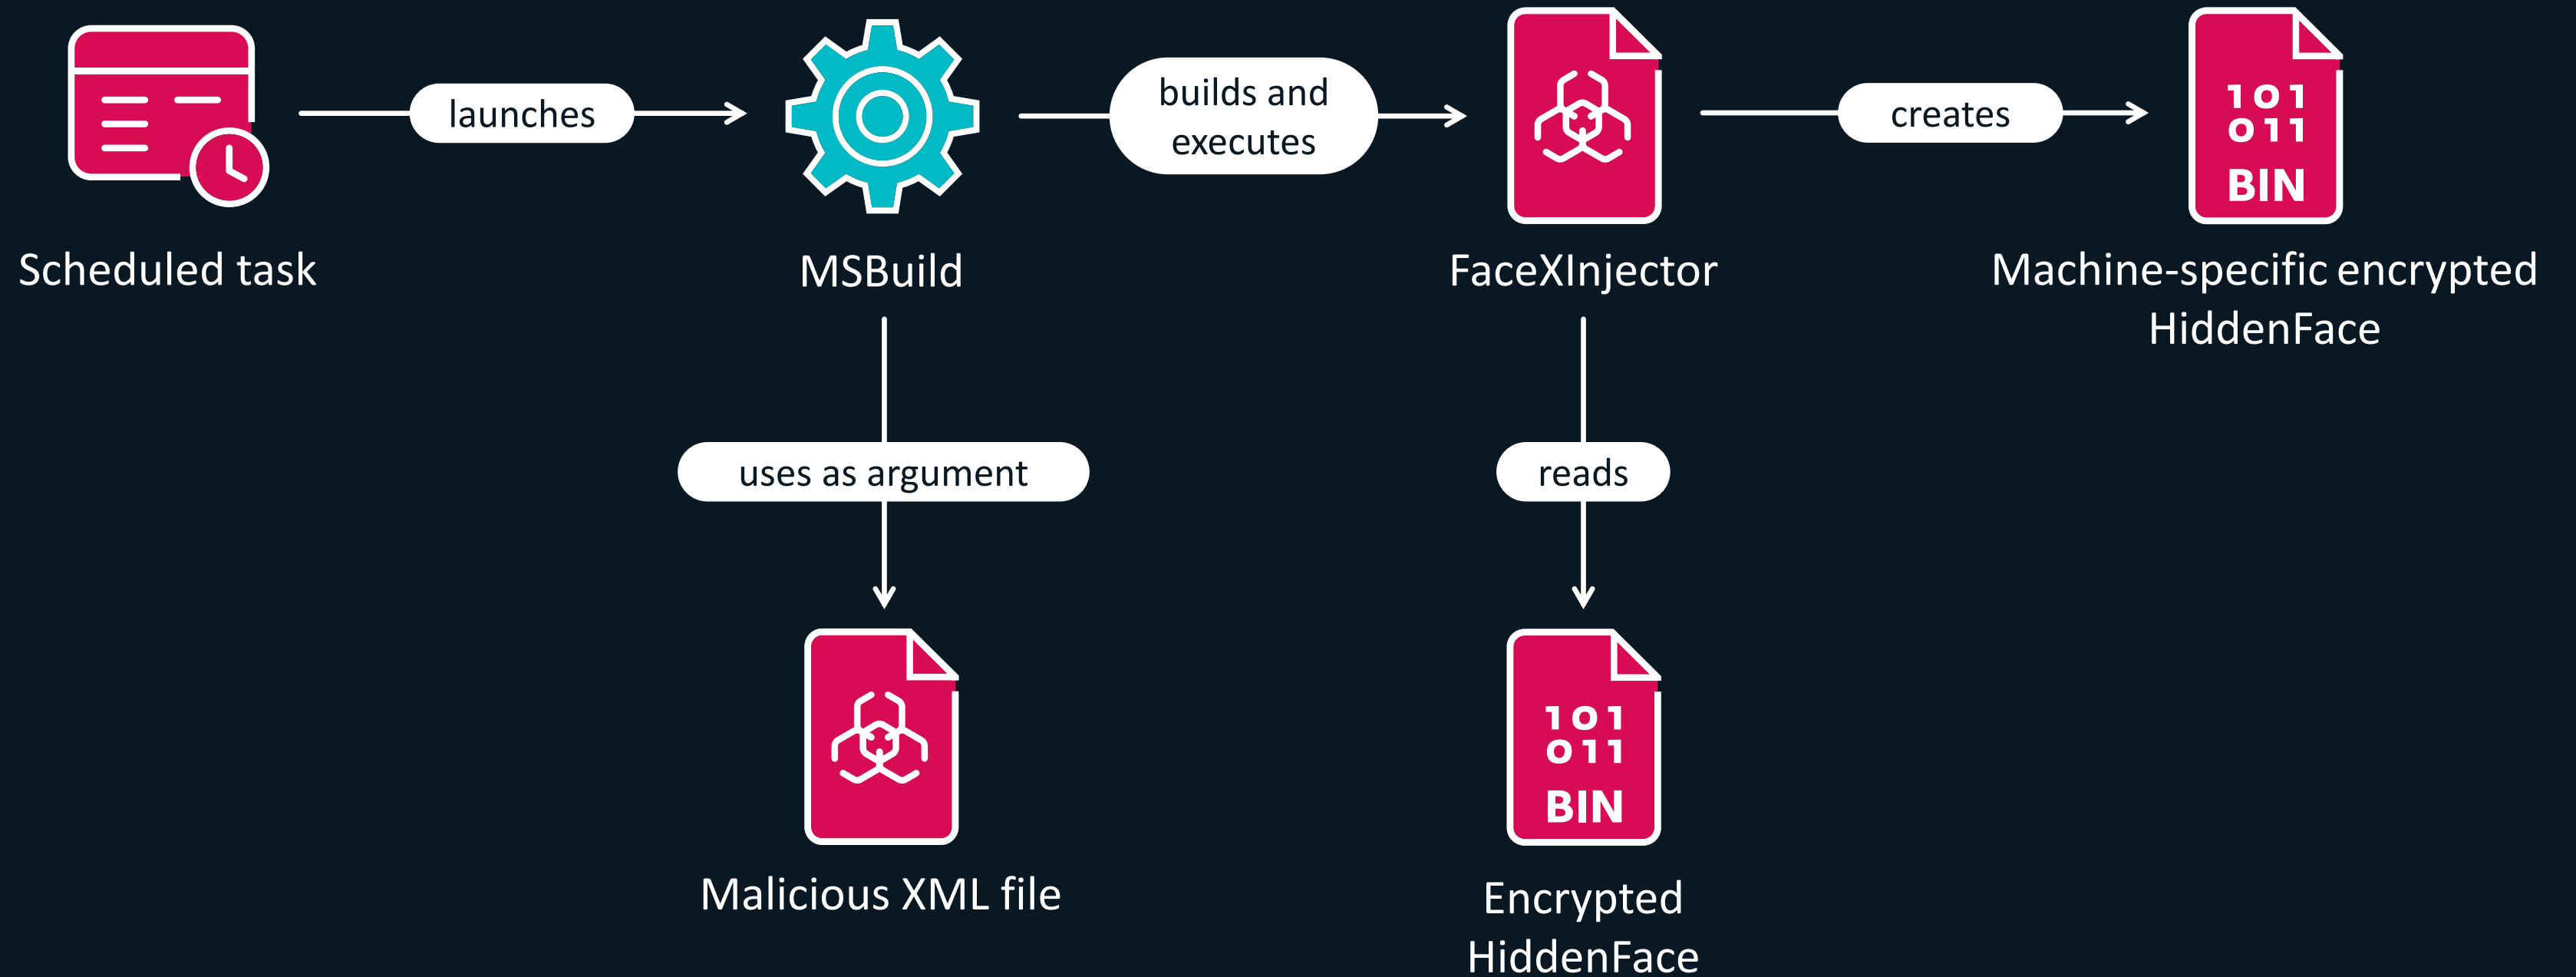 launches
builds and
executes
creates
101
011
BIN
Scheduled task
MSBuild
FaceXInjector
Machine-specific encrypted
HiddenFace
uses as argument
reads
101
011
BIN
Malicious XML file
Encrypted
HiddenFace